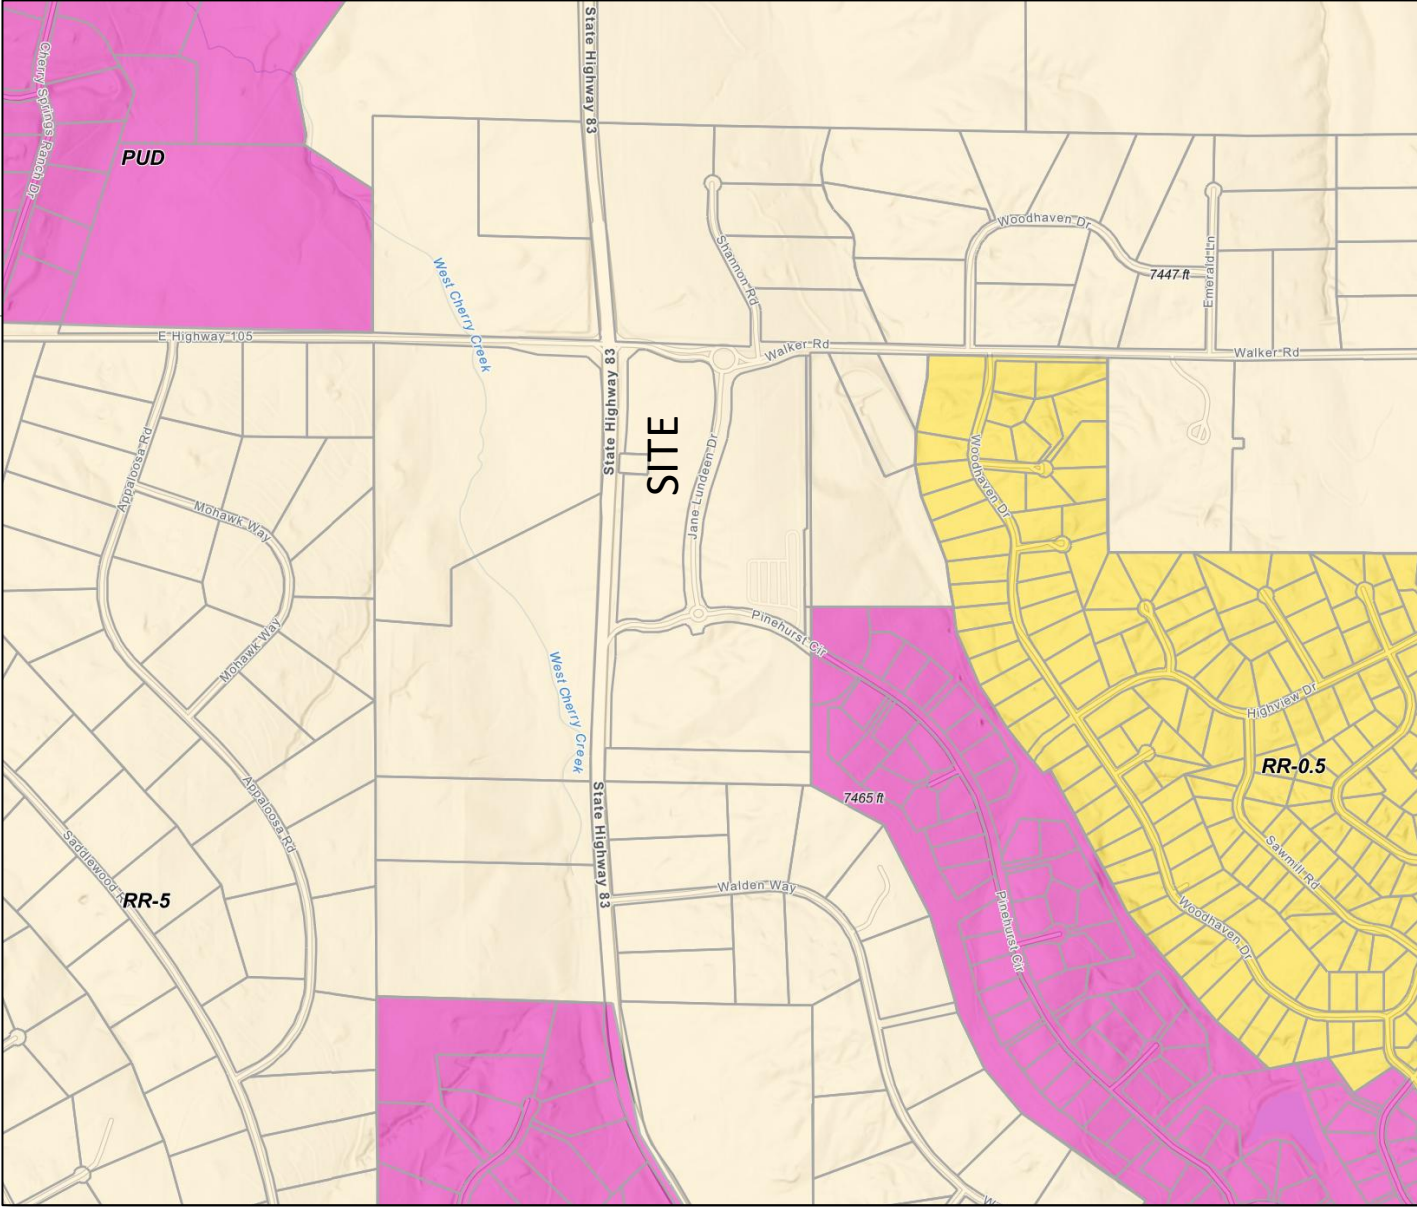 State Highway 83
Cherry Springs Ranch Dr
PUD
Woodhaven Dr
Shannon Rd
Emerald Ln
7447 ft
West Cherry Creek
E Highway 105
Walker Rd
Walker Rd
State Highway 83
SITE
Appaloosa Rd
Jane Lundeen Dr
Woodhaven Dr
Mohawk Way
Mohawk Way
Pinehurst Cir
West Cherry Creek
Highview Dr
RR-0.5
7465 ft
Appaloosa Rd
State Highway 83
Saddlewood
RR-5
Walden Way
Sawmill Rd
Pinehurst Cir
Woodhaven Dr